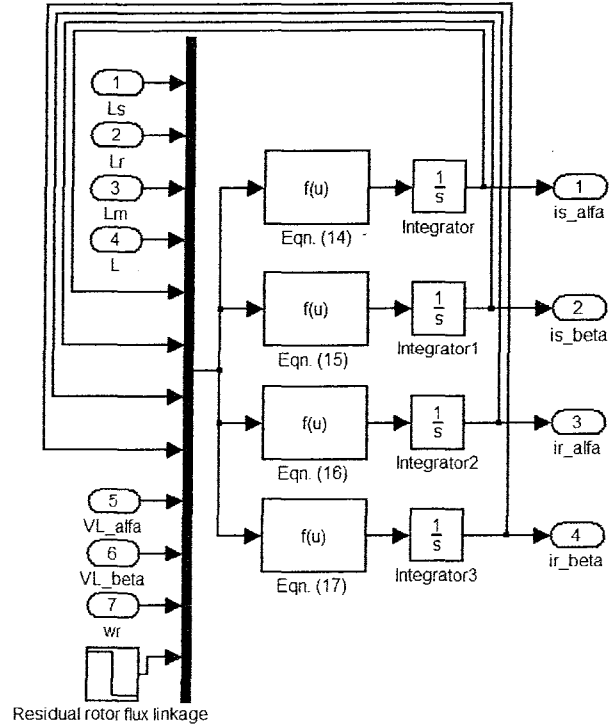 1
Ls
2
Lr
3
Lm
4
L
5
VL_alfa
6
VL_beta
7
wr
Residual rotor flux linkage
f(u)
Eqn. (14)
1
s
Integrator
1
is_alfa
f(u)
Eqn. (15)
1
s
Integrator1
2
is_beta
f(u)
Eqn. (16)
1
s
Integrator2
3
ir_alfa
f(u)
Eqn. (17)
1
s
Integrator3
4
ir_beta